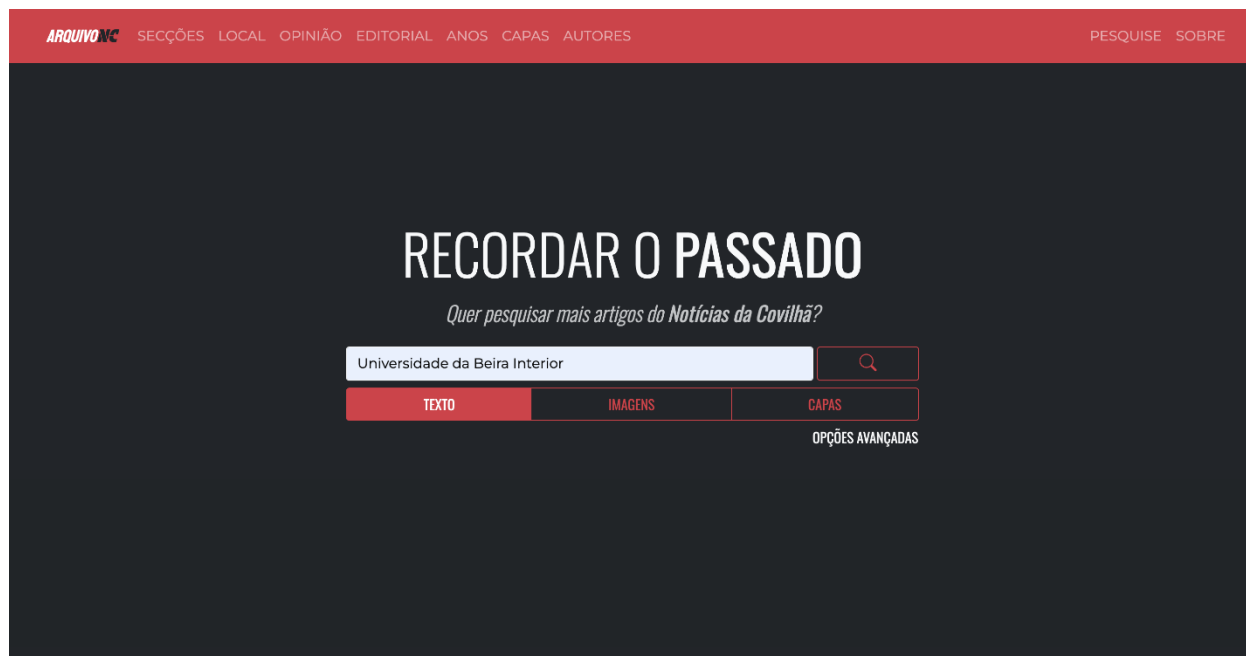 ARQUIVONC SECÇÕES LOCAL OPINIÃO EDITORIAL ANOS CAPAS AUTORES PESQUISE SOBRE
RECORDAR O PASSADO
Quer pesquisar mais artigos do Notícias da Covilhã?
Universidade da Beira Interior
TEXTO IMAGENS CAPAS
OPÇÕES AVANÇADAS